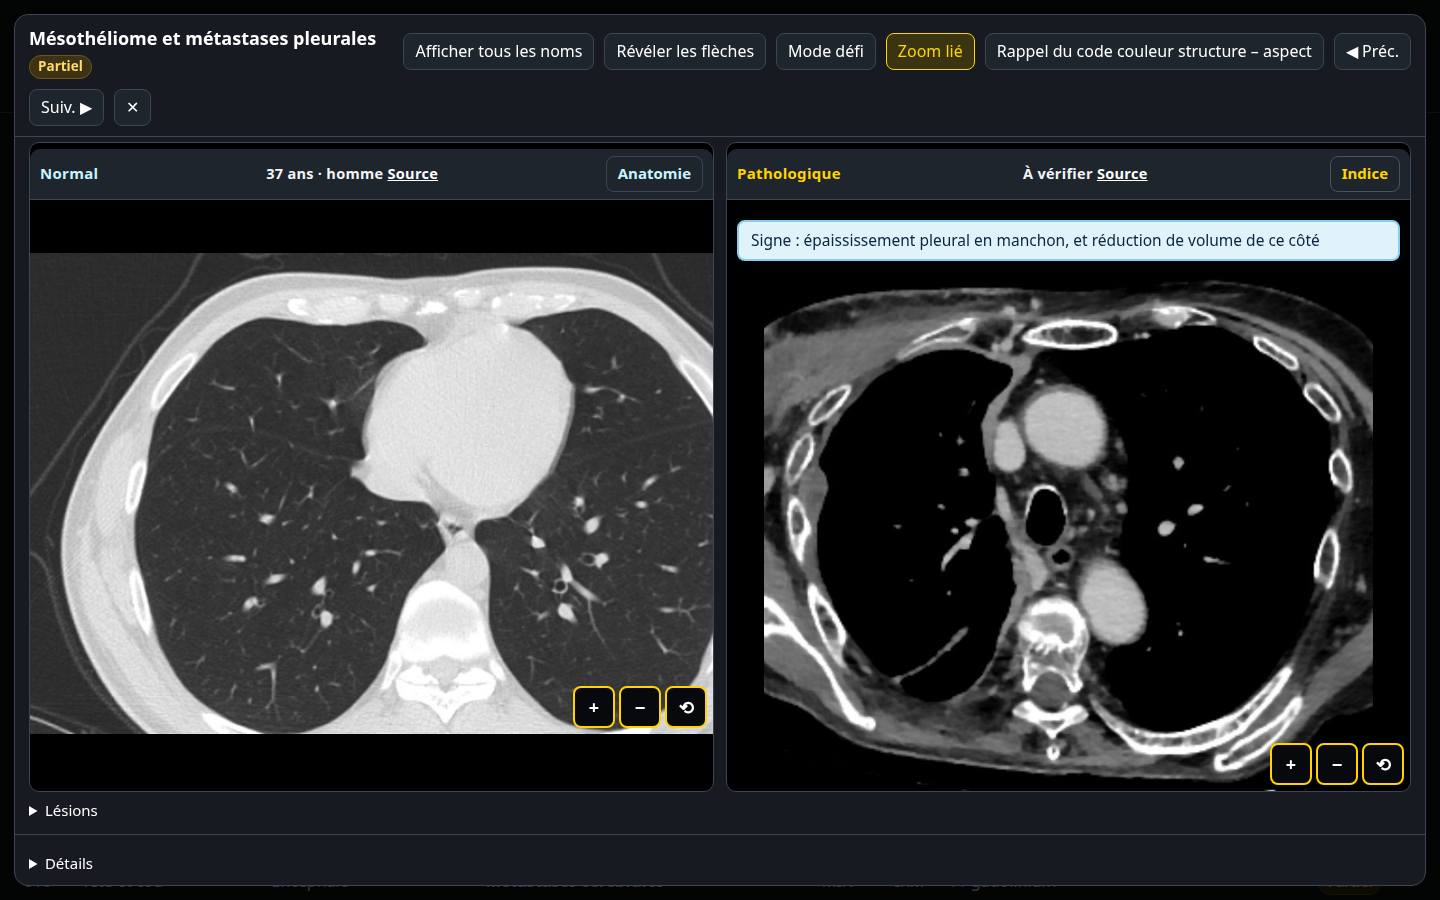 Mésothéliome et métastases pleurales
Partiel
Afficher tous les noms
Révéler les flèches
Mode défi
Zoom lié
Rappel du code couleur structure – aspect
◀ Préc.
Suiv. ▶
✕
Normal
37 ans · homme Source
Anatomie
Pathologique
À vérifier Source
Indice
Signe : épaississement pleural en manchon, et réduction de volume de ce côté
+
−
⟲
+
−
⟲
▶ Lésions
▶ Détails